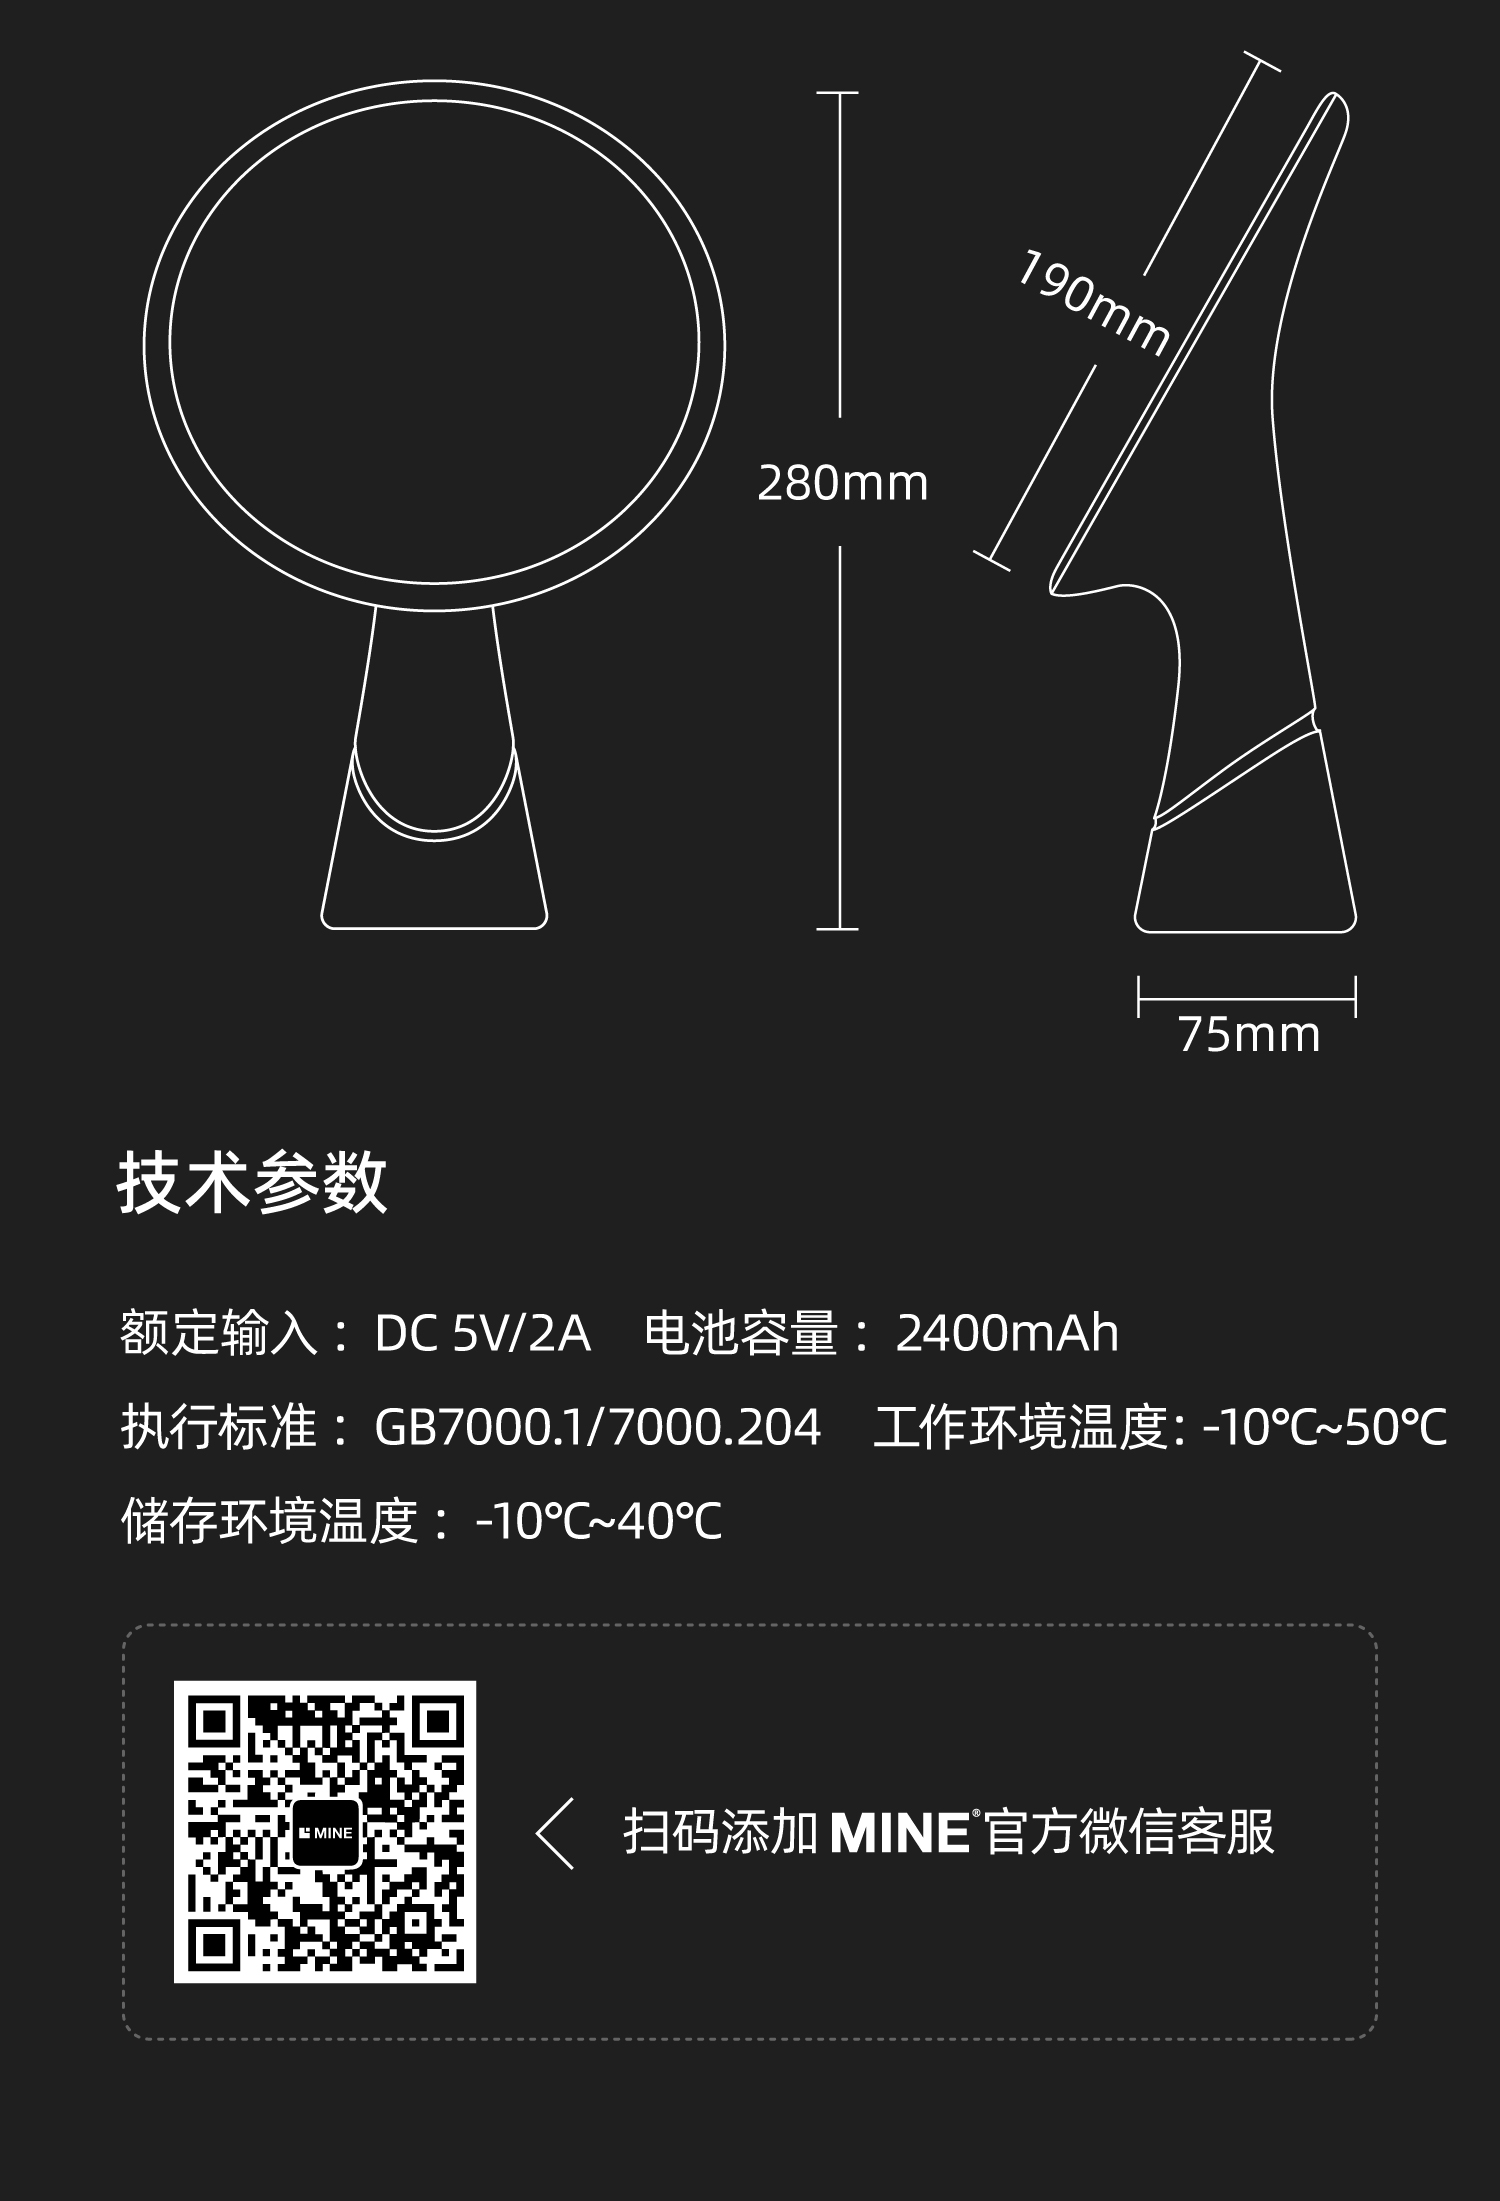 190mm
280mm
75mm
技术参数
额定输入：DC 5V/2A 电池容量：2400mAh
执行标准：GB7000.1/7000.204 工作环境温度：-10℃~50℃
储存环境温度：-10℃~40℃
MINE
扫码添加 MINE®官方微信客服